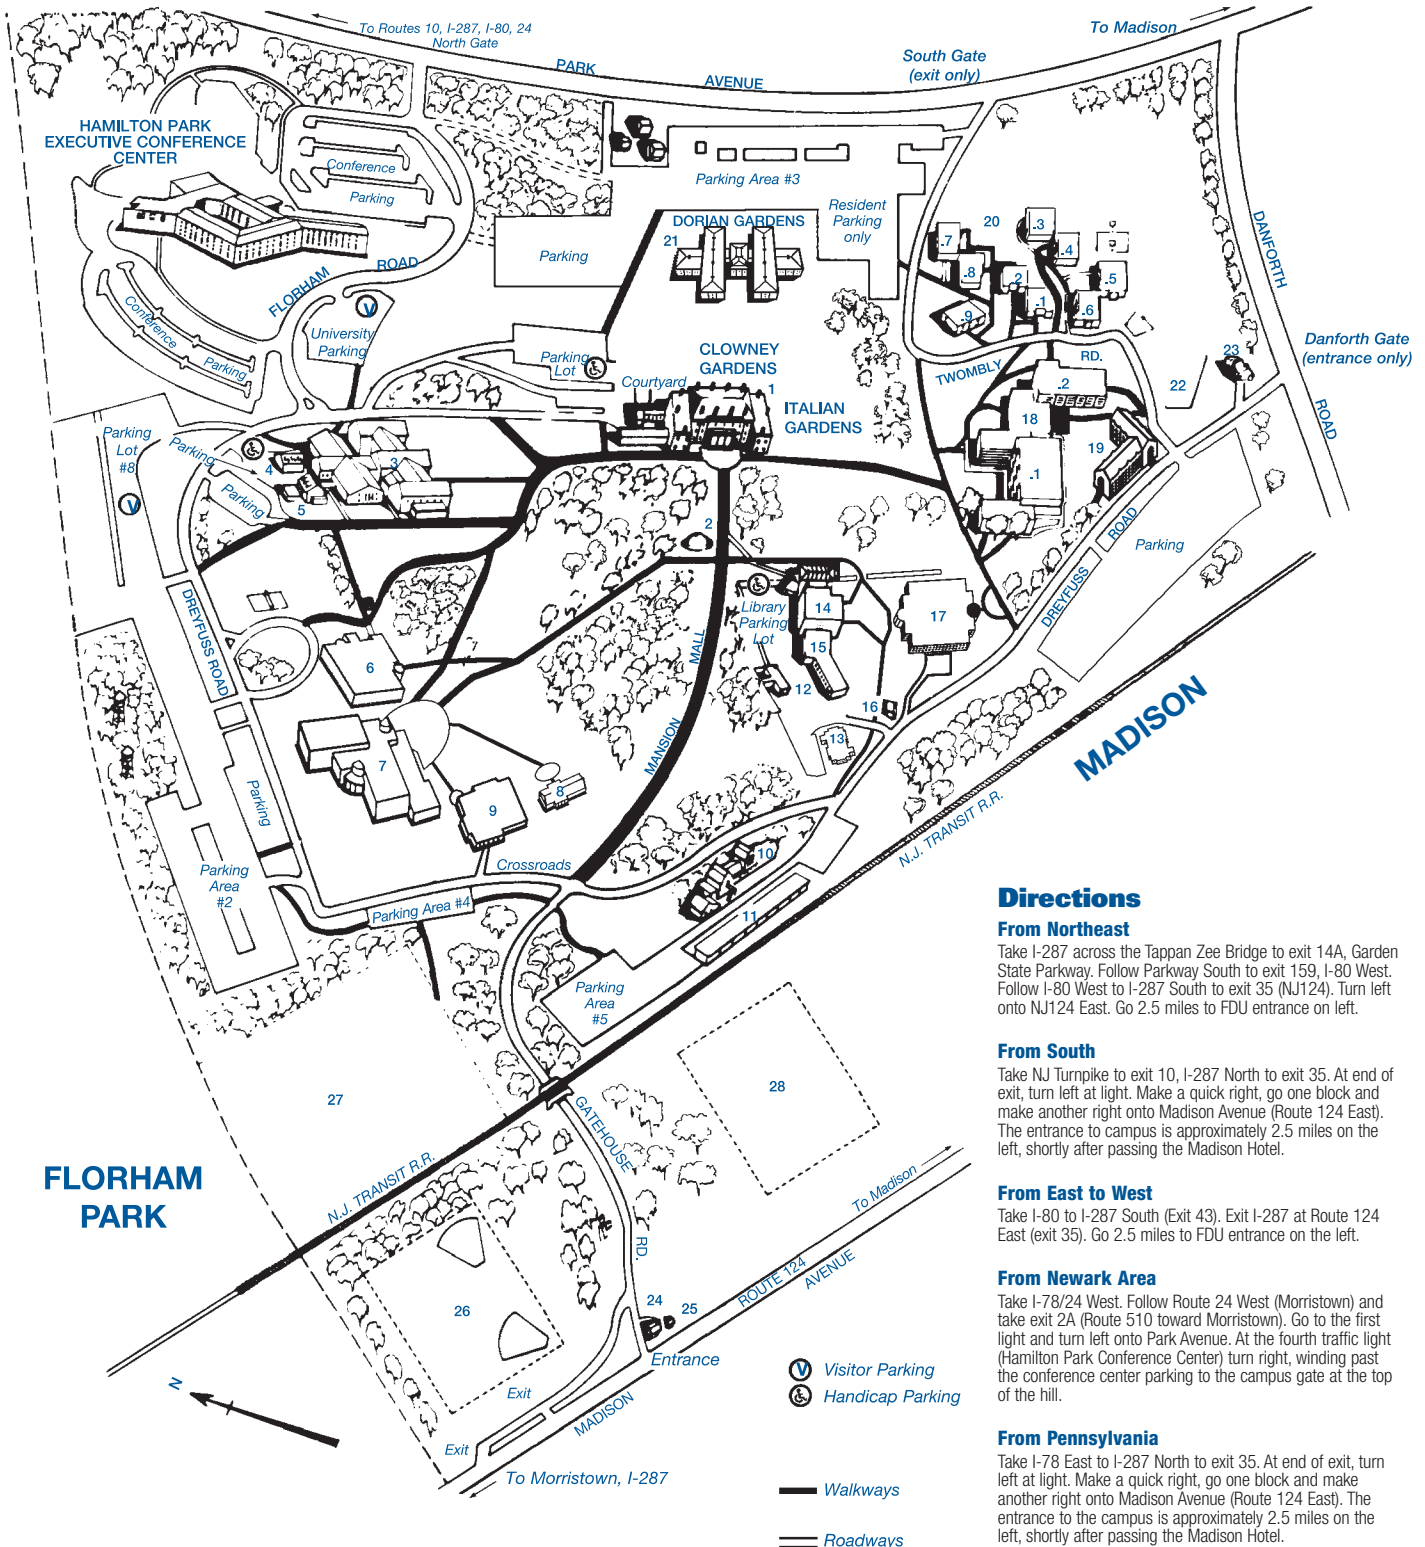 To Routes 10, I-287, I-80, 24
North Gate
To Madison
South Gate
(exit only)
PARK
AVENUE
HAMILTON PARK
EXECUTIVE CONFERENCE
CENTER
Conference
Parking
Parking Area #3
Resident
Parking
only
DORIAN GARDENS
21
Parking
FLORHAM
ROAD
V
University
Parking
Conference
Parking
20
.3
.7
.4
.8
.2
.5
.1
.6
.9
DANFORTH
ROAD
Danforth Gate
(entrance only)
23
22
TWOMBLY
RD.
Parking
Lot
CLOWNEY
GARDENS
Courtyard
1
ITALIAN
GARDENS
.2
18
19
.1
Parking
Lot
#8
V
Parking
Parking
4
3
5
2
DREYFUSS
ROAD
Parking
DREYFUSS ROAD
Library
Parking
Lot
14
15
17
12
16
13
6
7
8
9
MANSION
MALL
MADISON
N.J. TRANSIT R.R.
Parking
Parking
Area
#2
Crossroads
Parking Area #4
10
11
Parking
Area
#5
27
28
GATEHOUSE
RD.
FLORHAM
PARK
N.J. TRANSIT R.R.
To Madison
ROUTE 124
AVENUE
26
24
25
Entrance
Exit
MADISON
Exit
To Morristown, I-287
N
V Visitor Parking
Handicap Parking
Walkways
Roadways
Directions
From Northeast
Take I-287 across the Tappan Zee Bridge to exit 14A, Garden
State Parkway. Follow Parkway South to exit 159, I-80 West.
Follow I-80 West to I-287 South to exit 35 (NJ124). Turn left
onto NJ124 East. Go 2.5 miles to FDU entrance on left.
From South
Take NJ Turnpike to exit 10, I-287 North to exit 35. At end of
exit, turn left at light. Make a quick right, go one block and
make another right onto Madison Avenue (Route 124 East).
The entrance to campus is approximately 2.5 miles on the
left, shortly after passing the Madison Hotel.
From East to West
Take I-80 to I-287 South (Exit 43). Exit I-287 at Route 124
East (exit 35). Go 2.5 miles to FDU entrance on the left.
From Newark Area
Take I-78/24 West. Follow Route 24 West (Morristown) and
take exit 2A (Route 510 toward Morristown). Go to the first
light and turn left onto Park Avenue. At the fourth traffic light
(Hamilton Park Conference Center) turn right, winding past
the conference center parking to the campus gate at the top
of the hill.
From Pennsylvania
Take I-78 East to I-287 North to exit 35. At end of exit, turn
left at light. Make a quick right, go one block and make
another right onto Madison Avenue (Route 124 East). The
entrance to the campus is approximately 2.5 miles on the
left, shortly after passing the Madison Hotel.